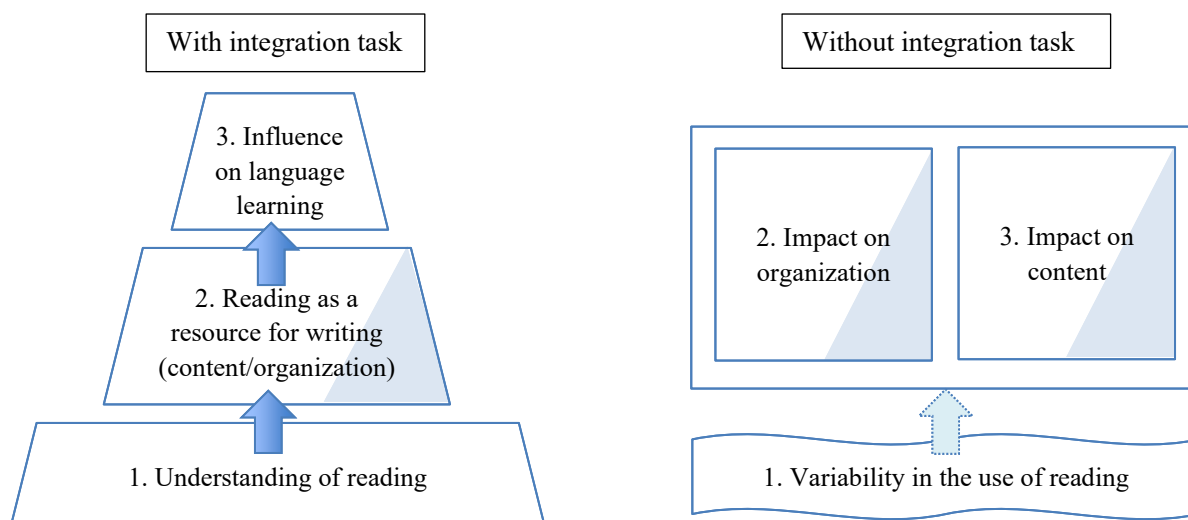 With integration task
3. Influence
on language
learning
2. Reading as a
resource for writing
(content/organization)
1. Understanding of reading
Without integration task
2. Impact on
organization
3. Impact on
content
1. Variability in the use of reading